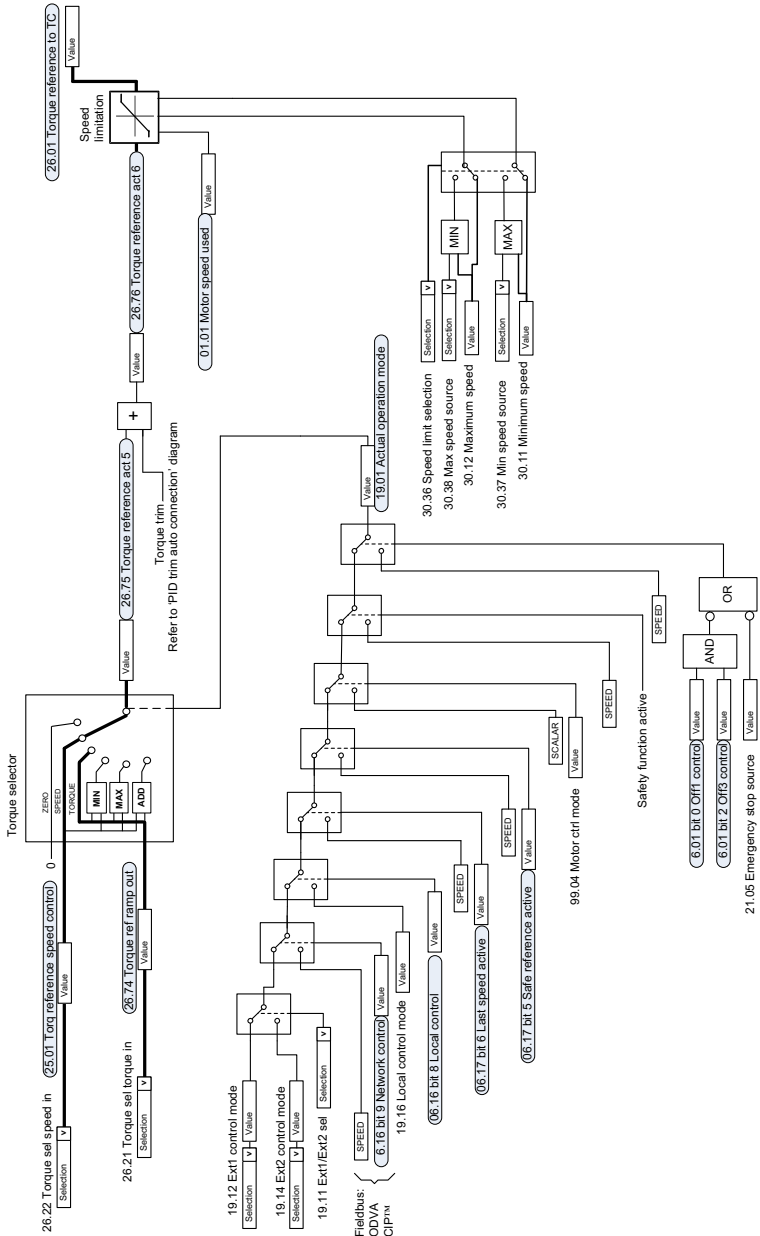 Torque selector
26.22 Torque sel speed in
Selection
v
25.01 Torq reference speed control
Value
0
ZERO
SPEED
TORQUE
MIN
MAX
ADD
26.21 Torque sel torque in
Selection
v
26.74 Torque ref ramp out
Value
Value
26.75 Torque reference act 5
+
Torque trim
Refer to 'PID trim auto connection' diagram
Value
26.76 Torque reference act 6
01.01 Motor speed used
Value
Speed
limitation
26.01 Torque reference to TC
Value
19.12 Ext1 control mode
Selection
v
Value
19.14 Ext2 control mode
Selection
v
Value
19.11 Ext1/Ext2 sel
Selection
v
Fieldbus:
ODVA
CIP™
SPEED
6.16 bit 9 Network control
Value
19.16 Local control mode
Value
06.16 bit 8 Local control
Value
SPEED
06.17 bit 6 Last speed active
Value
SPEED
06.17 bit 5 Safe reference active
Value
SCALAR
99.04 Motor ctrl mode
Value
SPEED
Safety function active
SPEED
6.01 bit 0 Off1 control
Value
6.01 bit 2 Off3 control
Value
AND
OR
21.05 Emergency stop source
Value
Value
19.01 Actual operation mode
30.36 Speed limit selection
Selection
v
30.38 Max speed source
Selection
v
30.12 Maximum speed
Value
MIN
30.37 Min speed source
Selection
v
30.11 Minimum speed
Value
MAX